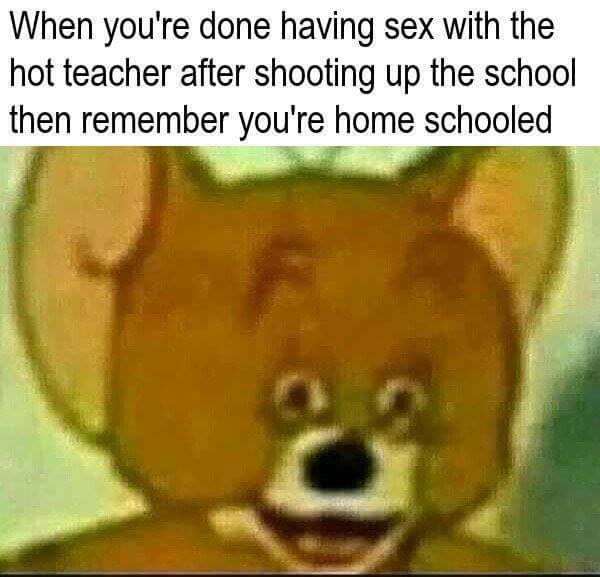 When you're done having sex with the
hot teacher after shooting up the school
then remember you're home schooled